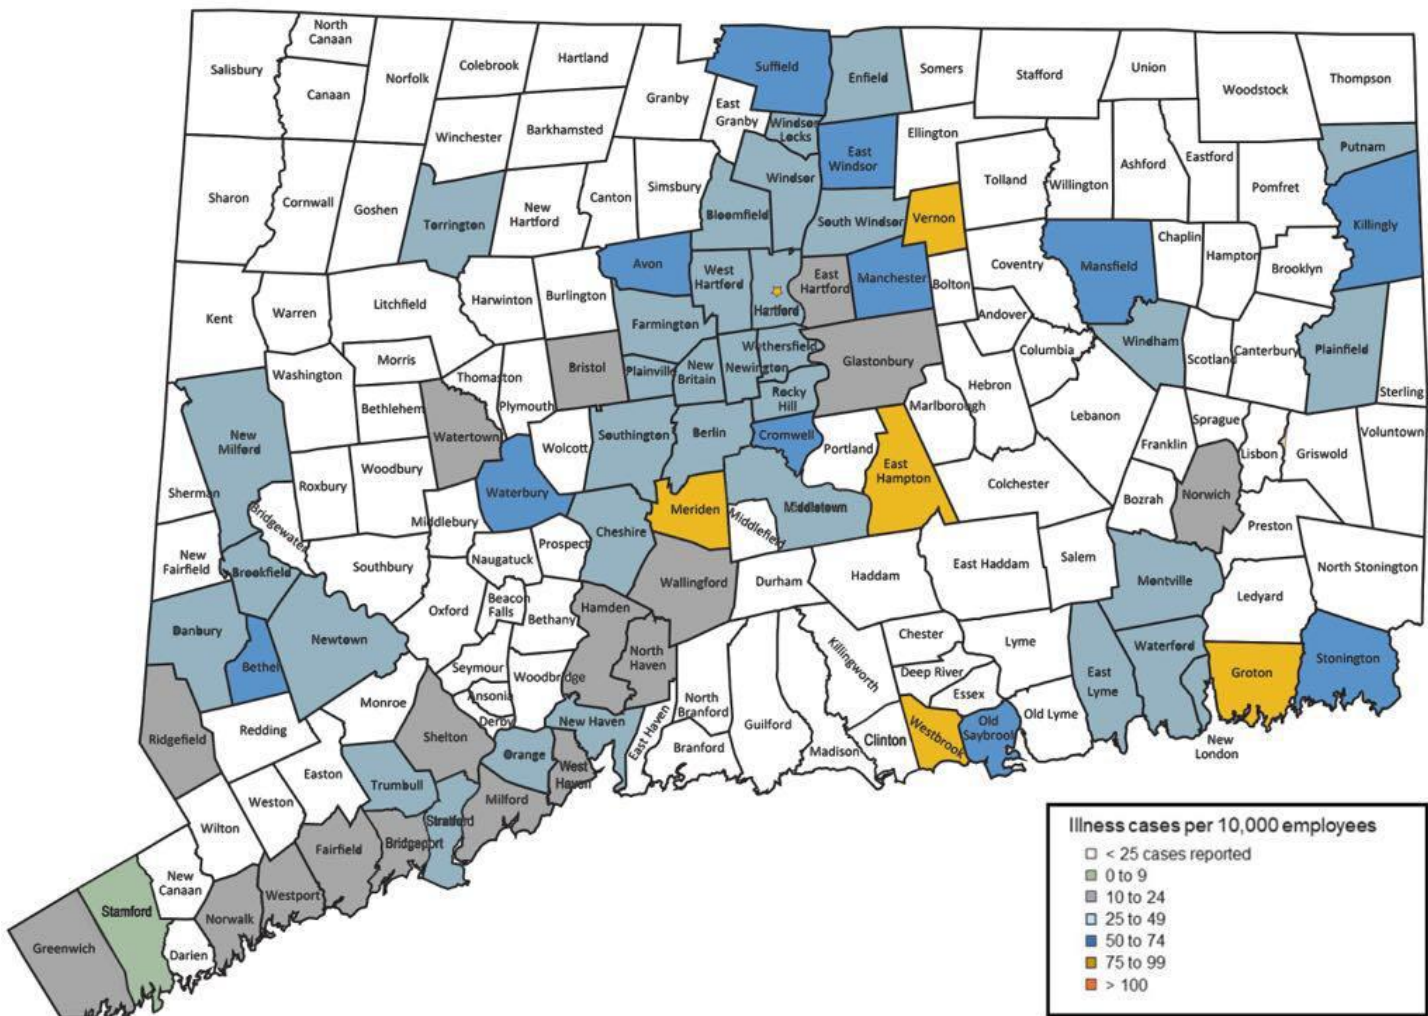 North
Canaan
Salisbury
Canaan
Norfolk
Colebrook
Hartland
Granby
East
Granby
Suffield
Enfield
Somers
Stafford
Union
Woodstock
Thompson
Winchester
Barkhamsted
Windsor
Locks
East
Windsor
Ellington
Putnam
Sharon
Cornwall
Goshen
Torrington
New
Hartford
Canton
Simsbury
Bloomfield
Windsor
South Windsor
Vernon
Tolland
Willington
Ashford
Eastford
Pomfret
Killingly
Kent
Warren
Litchfield
Harwinton
Burlington
Avon
West
Hartford
Hartford
East
Hartford
Manchester
Bolton
Coventry
Andover
Mansfield
Chaplin
Hampton
Brooklyn
Farmington
Wethersfield
Newington
New
Britain
Plainville
Bristol
Glastonbury
Columbia
Windham
Scotland
Canterbury
Plainfield
Sterling
Morris
Washington
Bethlehem
Thomaston
Plymouth
Watertown
Wolcott
Southington
Berlin
Rocky
Hill
Cromwell
Portland
Marlborough
Hebron
Lebanon
Franklin
Sprague
Lisbon
Griswold
Voluntown
New
Milford
Sherman
Roxbury
Woodbury
Bridgewater
Middlebury
Waterbury
Cheshire
Meriden
Middlefield
Middletown
East
Hampton
Colchester
Bozrah
Norwich
Preston
New
Fairfield
Brookfield
Southbury
Naugatuck
Prospect
Wallingford
Durham
Haddam
East Haddam
Salem
Montville
Ledyard
North Stonington
Danbury
Bethel
Newtown
Oxford
Beacon
Falls
Bethany
Hamden
North
Haven
Killingworth
Chester
Deep River
Essex
Lyme
Old Lyme
East
Lyme
Waterford
Groton
Stonington
Ridgefield
Redding
Monroe
Seymour
Ansonia
Derby
Woodbridge
New Haven
East Haven
North
Branford
Branford
Guilford
Madison
Clinton
Westbrook
Old
Saybrook
New
London
Shelton
Orange
West
Haven
Milford
Easton
Trumbull
Stratford
Bridgeport
Weston
Wilton
Fairfield
Westport
Norwalk
New
Canaan
Darien
Stamford
Greenwich
Illness cases per 10,000 employees
< 25 cases reported
0 to 9
10 to 24
25 to 49
50 to 74
75 to 99
> 100